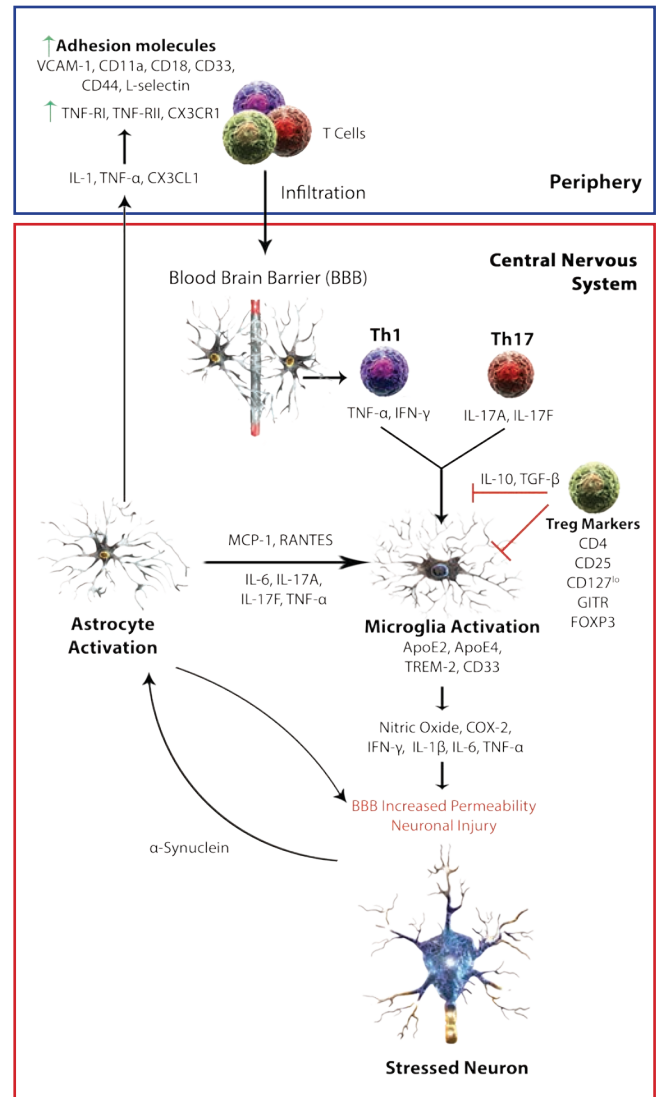 ↑Adhesion molecules
VCAM-1, CD11a, CD18, CD33,
CD44, L-selectin
↑ TNF-RI, TNF-RII, CX3CR1
T Cells
IL-1, TNF-α, CX3CL1
Infiltration
Periphery
Central Nervous
System
Blood Brain Barrier (BBB)
Th1
Th17
TNF-α, IFN-γ
IL-17A, IL-17F
IL-10, TGF-β
Treg Markers
CD4
CD25
CD127lo
GITR
FOXP3
MCP-1, RANTES
IL-6, IL-17A,
IL-17F, TNF-α
Astrocyte
Activation
Microglia Activation
ApoE2, ApoE4,
TREM-2, CD33
Nitric Oxide, COX-2,
IFN-γ, IL-1β, IL-6, TNF-α
BBB Increased Permeability
Neuronal Injury
α-Synuclein
Stressed Neuron